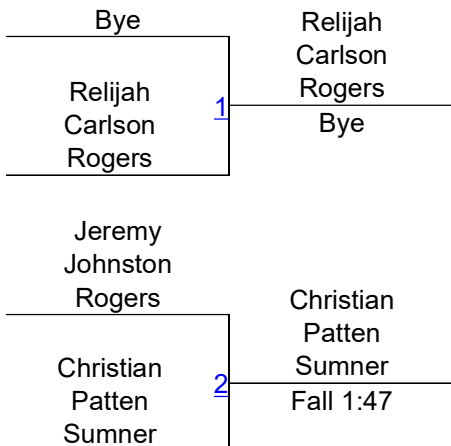 Bye
Relijah
Carlson
Rogers
1
Relijah
Carlson
Rogers
Bye
Jeremy
Johnston
Rogers
Christian
Patten
Sumner
2
Christian
Patten
Sumner
Fall 1:47